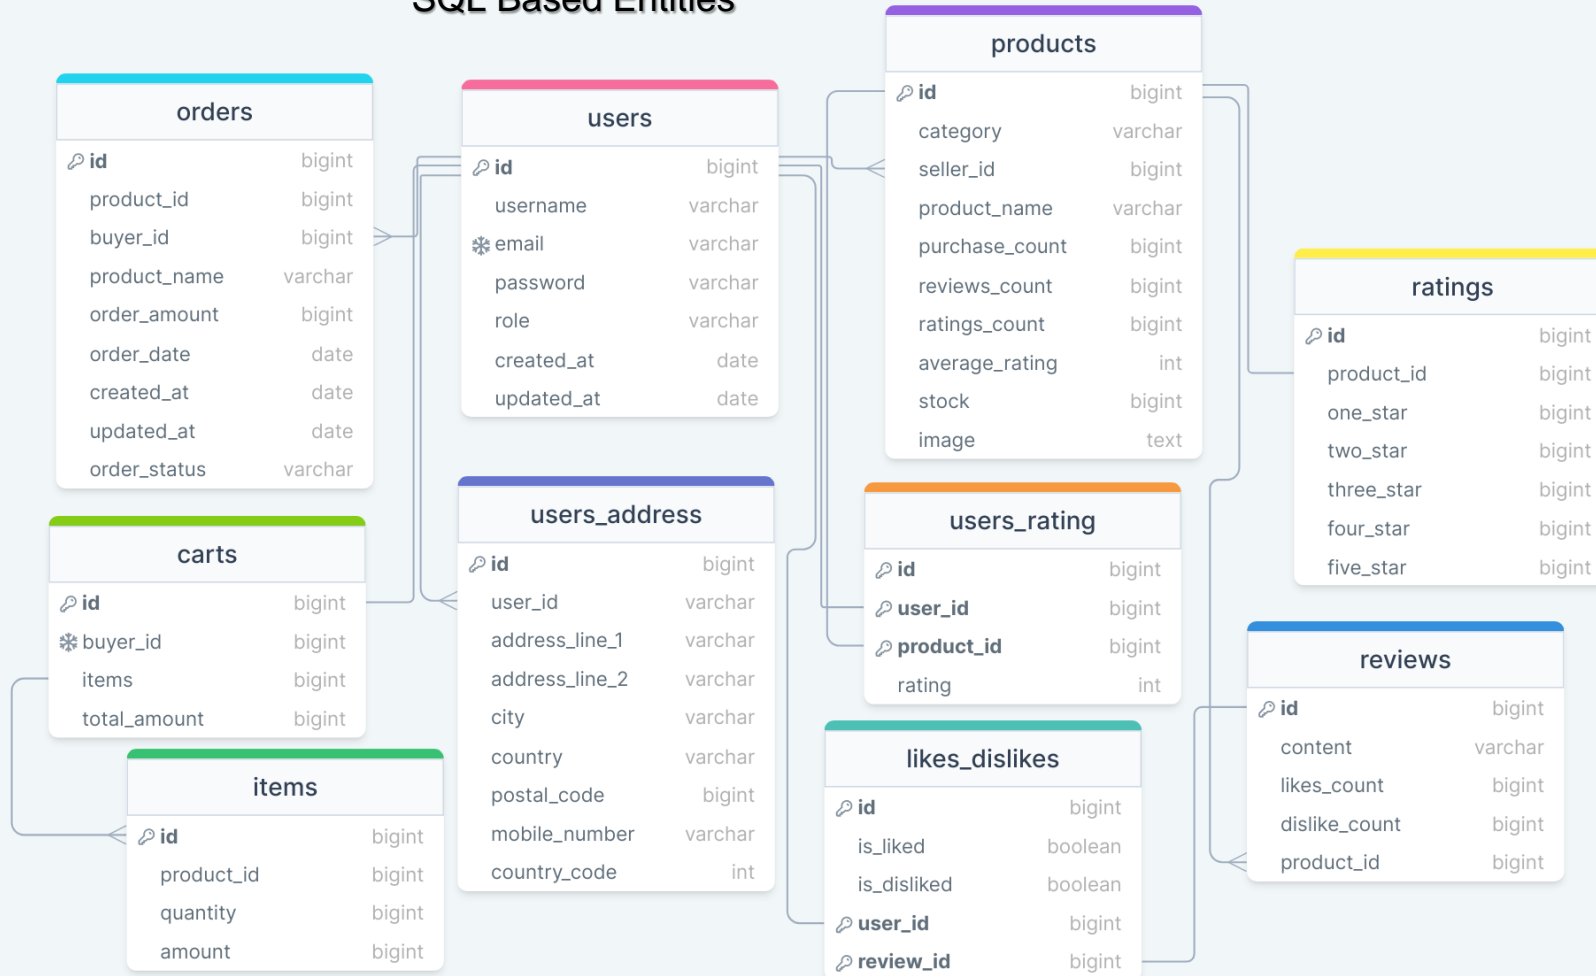 SQL Based Entities
orders
id bigint
product_id bigint
buyer_id bigint
product_name varchar
order_amount bigint
order_date date
created_at date
updated_at date
order_status varchar
users
id bigint
username varchar
email varchar
password varchar
role varchar
created_at date
updated_at date
products
id bigint
category varchar
seller_id bigint
product_name varchar
purchase_count bigint
reviews_count bigint
ratings_count bigint
average_rating int
stock bigint
image text
ratings
id bigint
product_id bigint
one_star bigint
two_star bigint
three_star bigint
four_star bigint
five_star bigint
carts
id bigint
buyer_id bigint
items bigint
total_amount bigint
users_address
id bigint
user_id varchar
address_line_1 varchar
address_line_2 varchar
city varchar
country varchar
postal_code bigint
mobile_number varchar
country_code int
users_rating
id bigint
user_id bigint
product_id bigint
rating int
reviews
id bigint
content varchar
likes_count bigint
dislike_count bigint
product_id bigint
items
id bigint
product_id bigint
quantity bigint
amount bigint
likes_dislikes
id bigint
is_liked boolean
is_disliked boolean
user_id bigint
review_id bigint